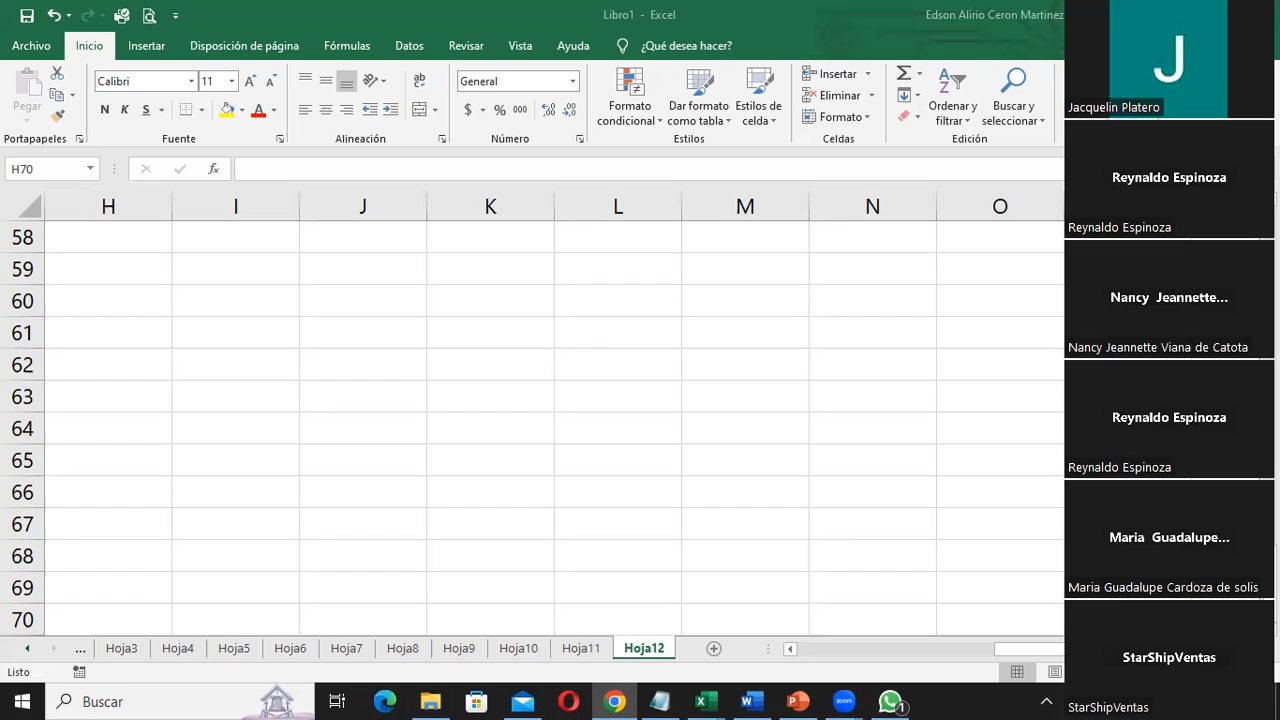 Libro1 - Excel
Edson Alirio Ceron Martinez
Archivo Inicio Insertar Disposición de página Fórmulas Datos Revisar Vista Ayuda ¿Qué desea hacer?
Pegar
Calibri 11
N K S
General
$ % 000
Formato condicional
Dar formato como tabla
Estilos de celda
Insertar
Eliminar
Formato
Ordenar y filtrar
Buscar y seleccionar
Portapapeles Fuente Alineación Número Estilos Celdas Edición
H70
fx
H I J K L M N O
58
59
60
61
62
63
64
65
66
67
68
69
70
... Hoja3 Hoja4 Hoja5 Hoja6 Hoja7 Hoja8 Hoja9 Hoja10 Hoja11 Hoja12
Listo
Buscar
zoom
1
J
Jacquelin Platero
Reynaldo Espinoza
Reynaldo Espinoza
Nancy Jeannette...
Nancy Jeannette Viana de Catota
Reynaldo Espinoza
Reynaldo Espinoza
Maria Guadalupe...
Maria Guadalupe Cardoza de solis
StarShipVentas
StarShipVentas